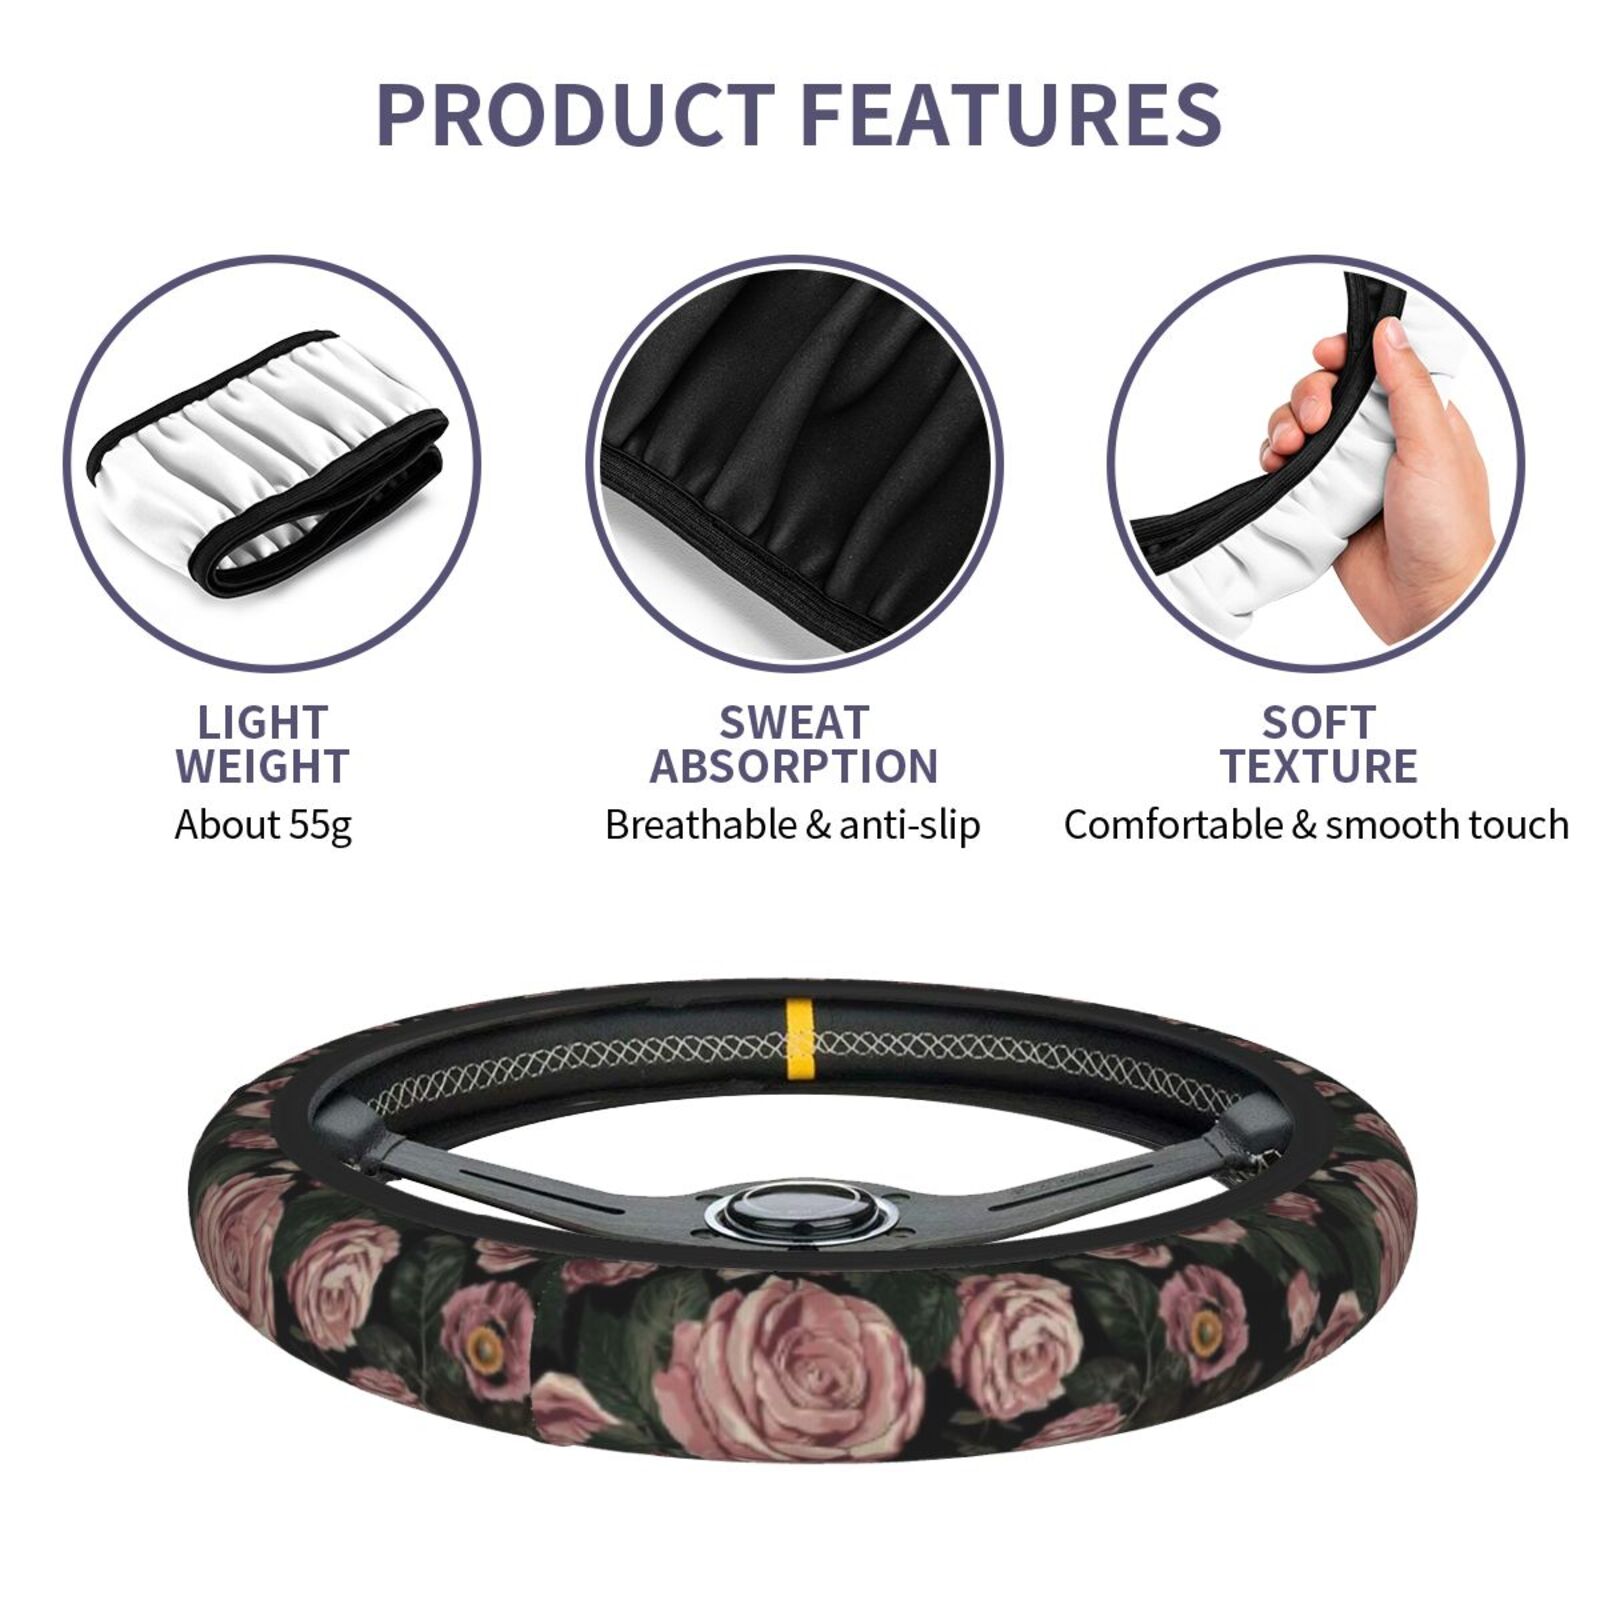 PRODUCT FEATURES
LIGHT
WEIGHT
About 55g
SWEAT
ABSORPTION
Breathable & anti-slip
SOFT
TEXTURE
Comfortable & smooth touch